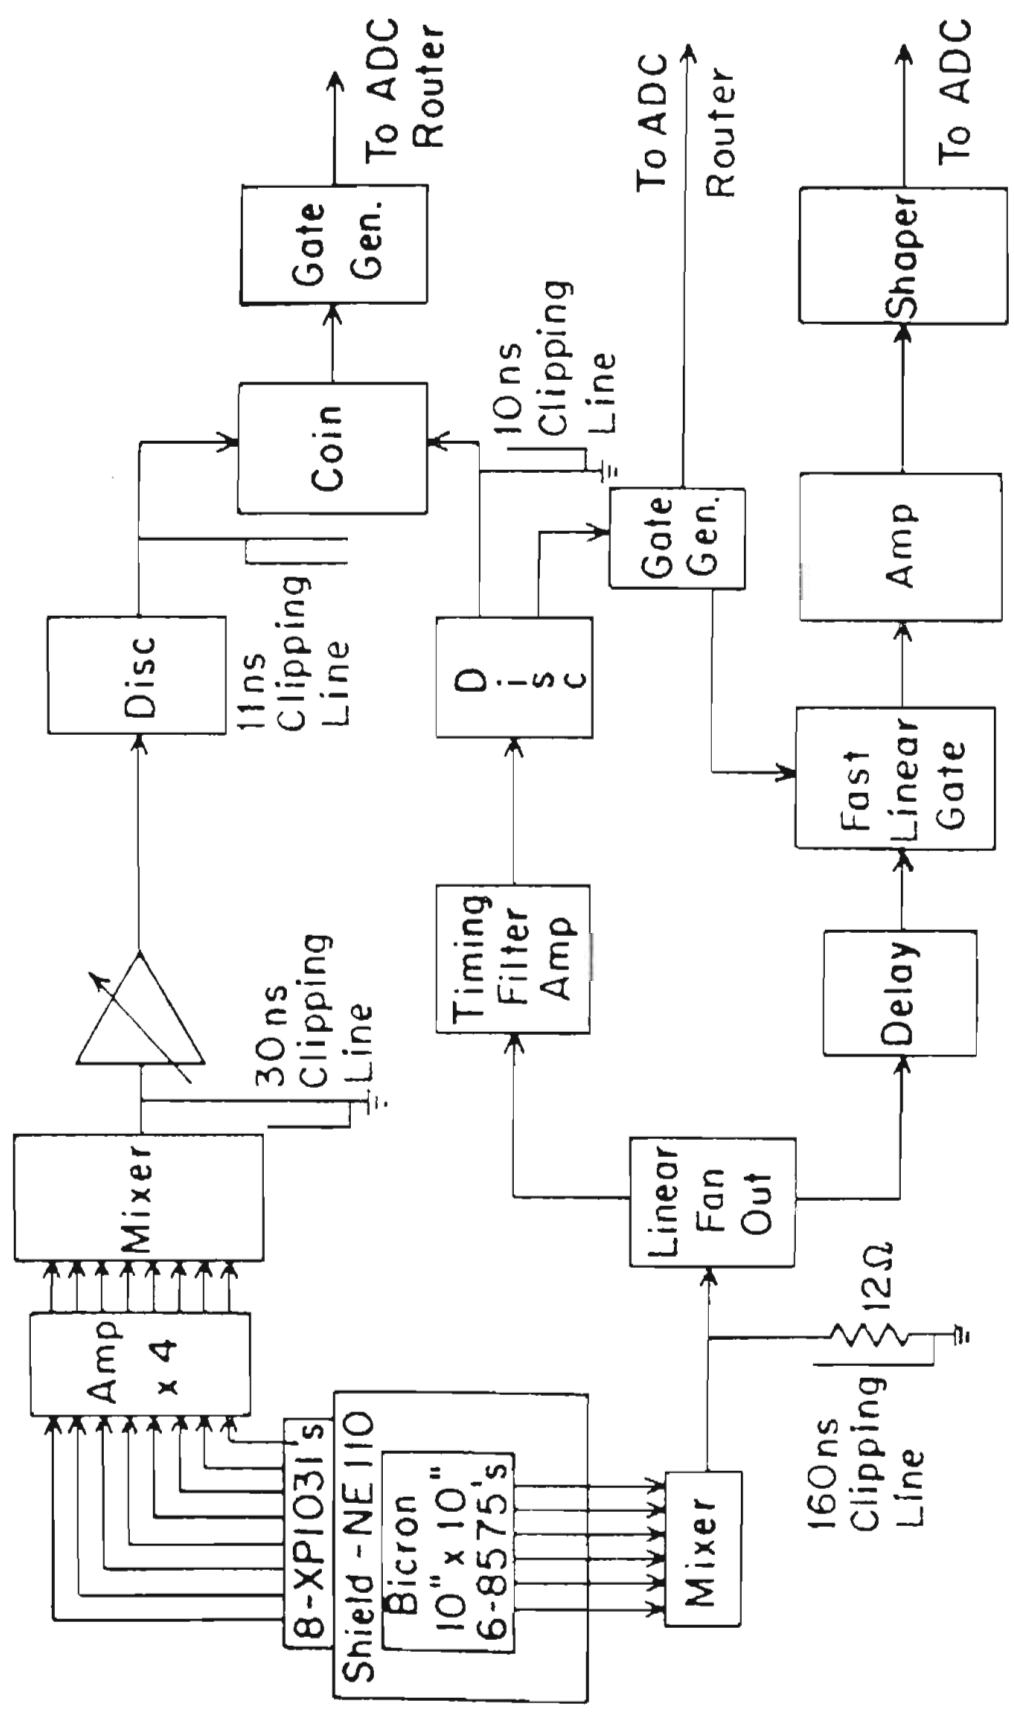 8-XP1031's
Shield-NE110
Bicron
10" x 10"
6-8575's
Amp
x 4
Mixer
30ns
Clipping
Line
Disc
11ns
Clipping
Line
Coin
Gate
Gen.
To ADC
Router
Mixer
160ns
Clipping
Line
12Ω
Linear
Fan
Out
Timing
Filter
Amp
D
i
s
c
10ns
Clipping
Line
Gate
Gen.
To ADC
Router
Delay
Fast
Linear
Gate
Amp
Shaper
To ADC